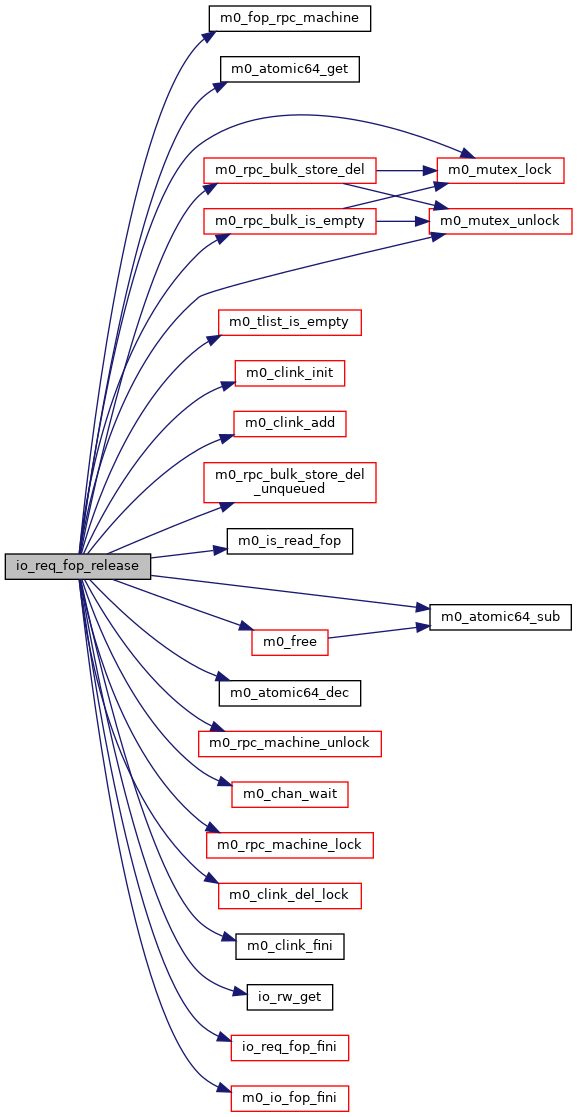 m0_fop_rpc_machine
m0_atomic64_get
m0_rpc_bulk_store_del
m0_mutex_lock
m0_rpc_bulk_is_empty
m0_mutex_unlock
m0_tlist_is_empty
m0_clink_init
m0_clink_add
m0_rpc_bulk_store_del
_unqueued
m0_is_read_fop
io_req_fop_release
m0_atomic64_sub
m0_free
m0_atomic64_dec
m0_rpc_machine_unlock
m0_chan_wait
m0_rpc_machine_lock
m0_clink_del_lock
m0_clink_fini
io_rw_get
io_req_fop_fini
m0_io_fop_fini